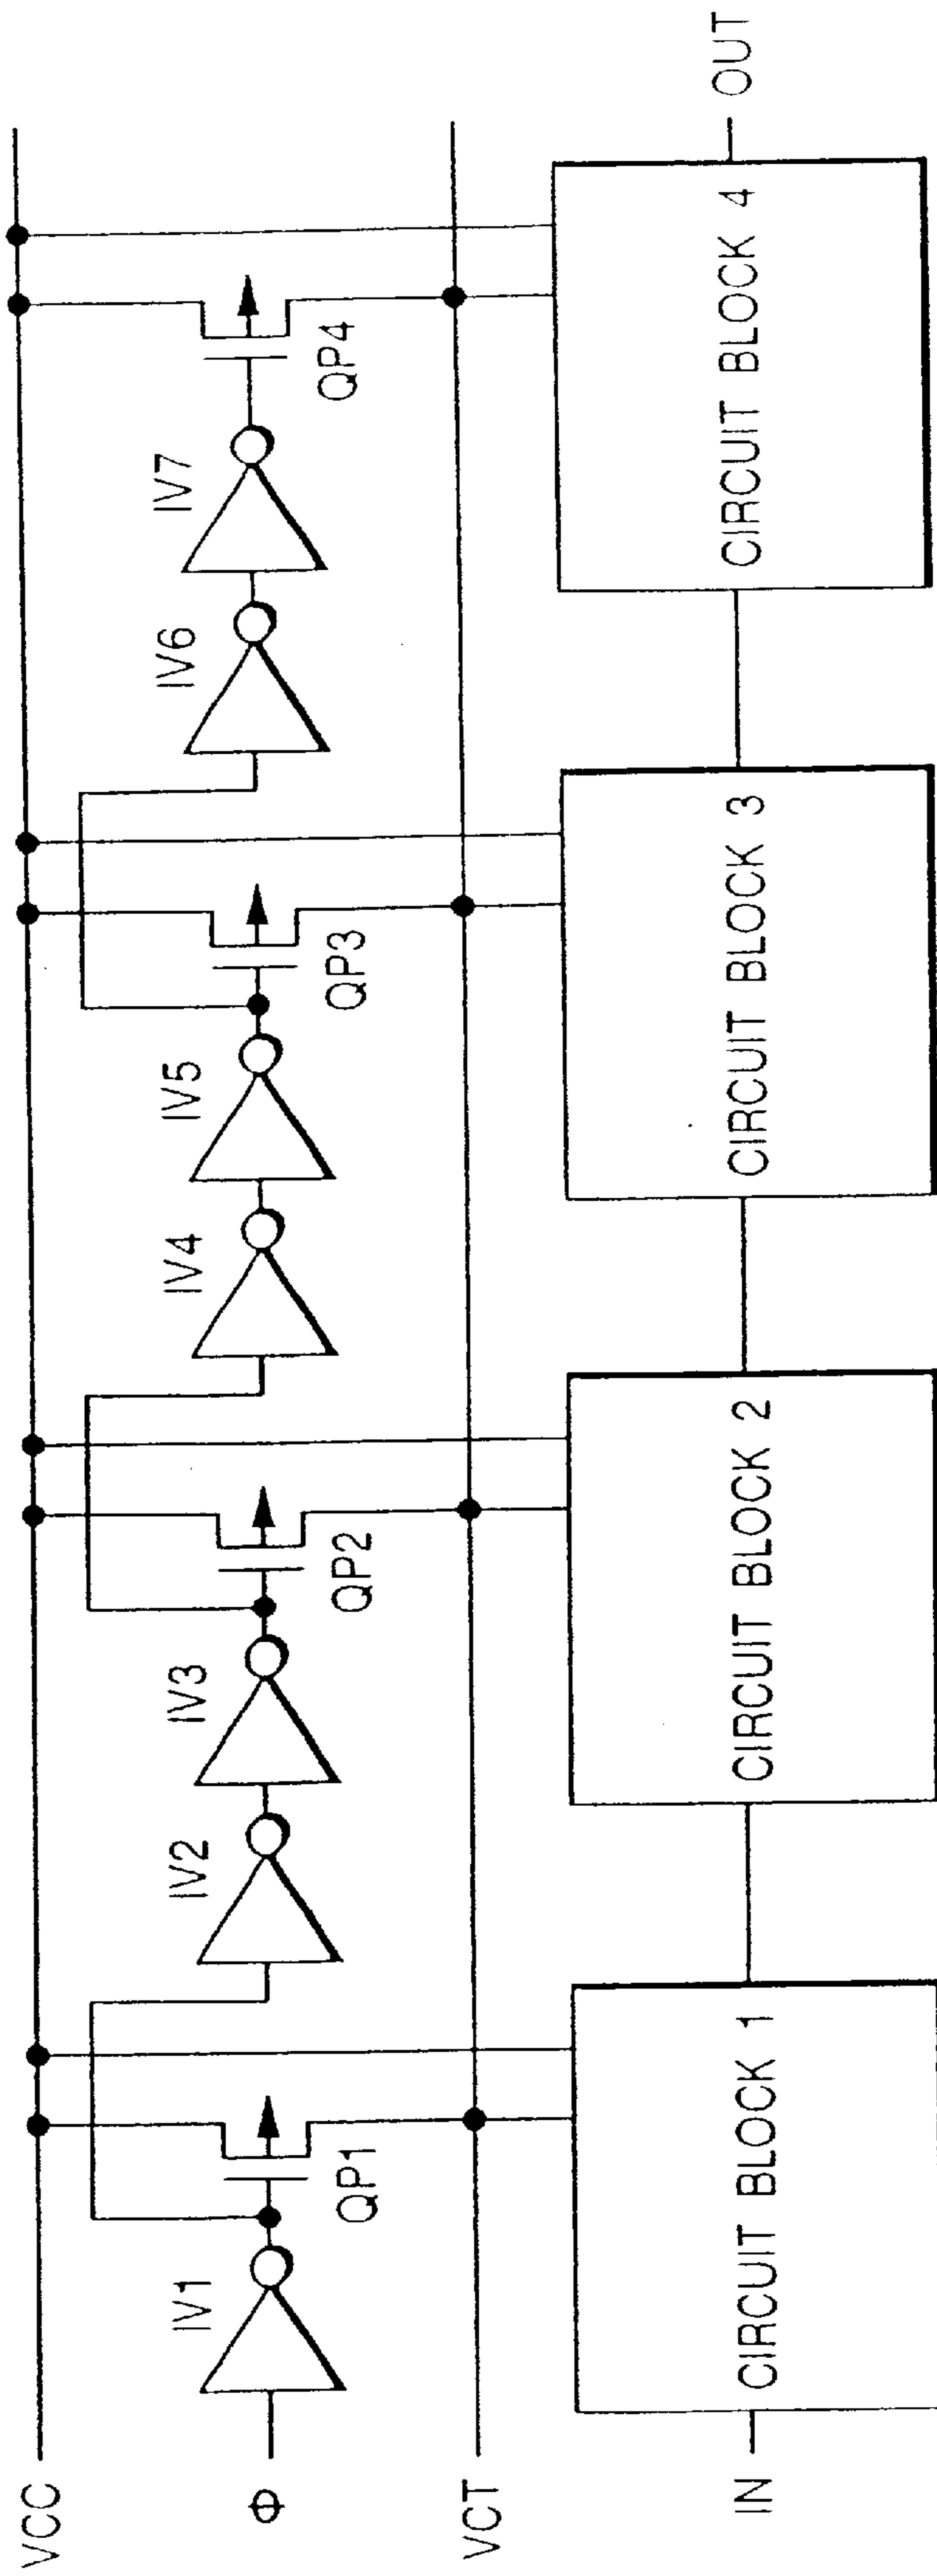 VCC
Φ
VCT
IN
IV1
QP1
IV2
IV3
QP2
IV4
IV5
QP3
IV6
IV7
QP4
CIRCUIT BLOCK 1
CIRCUIT BLOCK 2
CIRCUIT BLOCK 3
CIRCUIT BLOCK 4
OUT